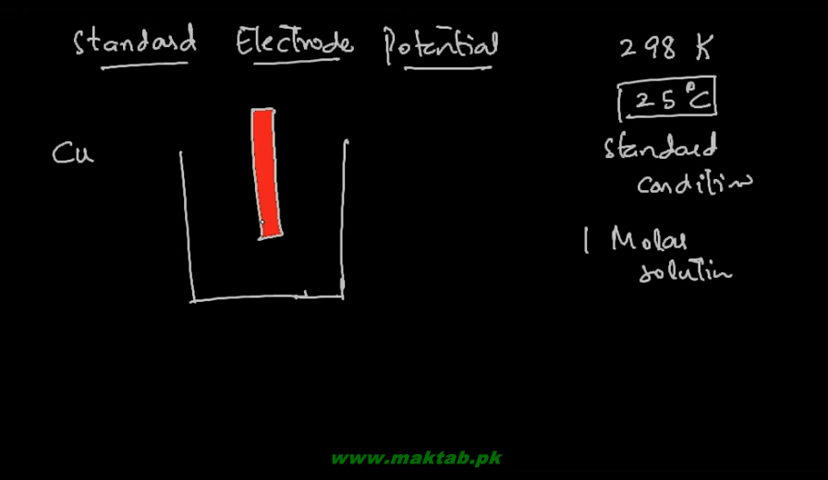 Standard Electrode Potential
298 K
25°C
Cu
Standard
condition
1 Molar
solution
www.maktab.pk